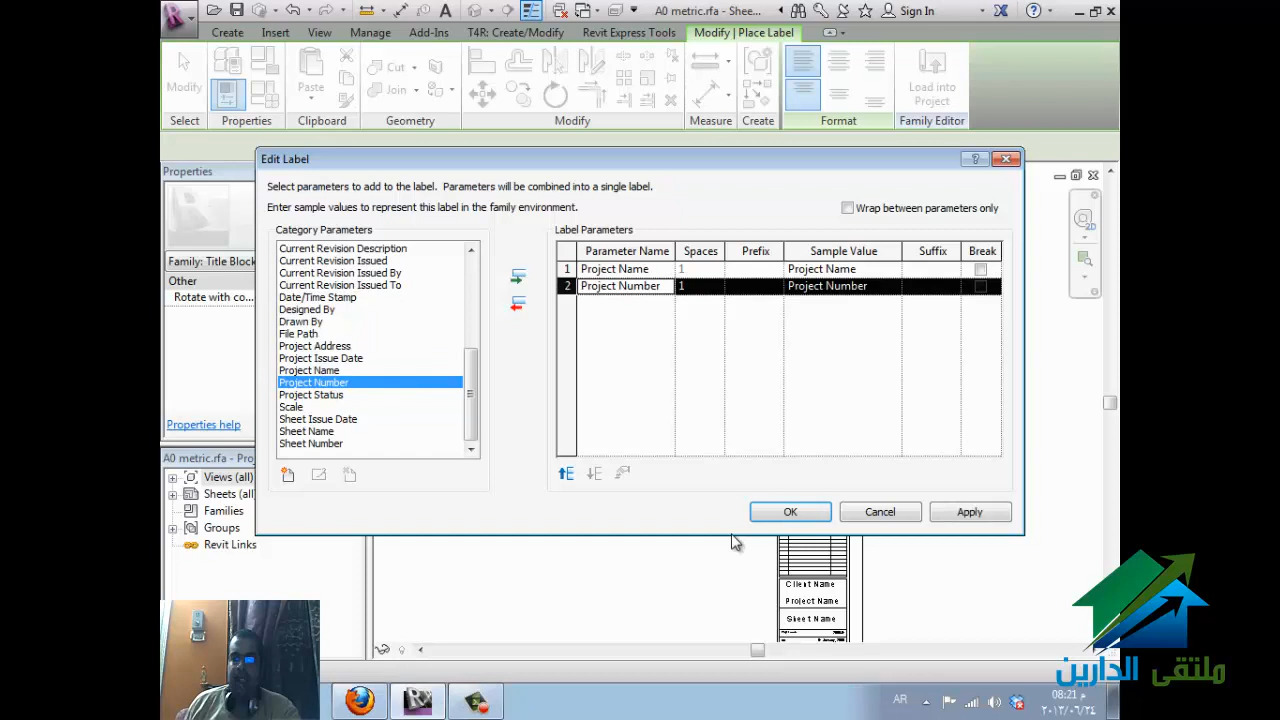 A0 metric.rfa - Shee...
Sign In
Create Insert View Manage Add-Ins T4R: Create/Modify Revit Express Tools Modify | Place Label
Modify Paste Cut Join Load into Project
Select Properties Clipboard Geometry Modify Measure Create Format Family Editor
Properties
Family: Title Block
Other
Rotate with co...
Properties help
A0 metric.rfa - Proj
Views (all)
Sheets (all
Families
Groups
Revit Links
Edit Label
Select parameters to add to the label. Parameters will be combined into a single label.
Enter sample values to represent this label in the family environment.
Wrap between parameters only
Category Parameters
Current Revision Description
Current Revision Issued
Current Revision Issued By
Current Revision Issued To
Date/Time Stamp
Designed By
Drawn By
File Path
Project Address
Project Issue Date
Project Name
Project Number
Project Status
Scale
Sheet Issue Date
Sheet Name
Sheet Number
Label Parameters
Parameter Name Spaces Prefix Sample Value Suffix Break
1 Project Name 1 Project Name
2 Project Number 1 Project Number
OK Cancel Apply
Client Name
Project Name
Sheet Name
ملتقى الدارين
AR
08:21 م
٢٠١٣/٠٦/٢٤